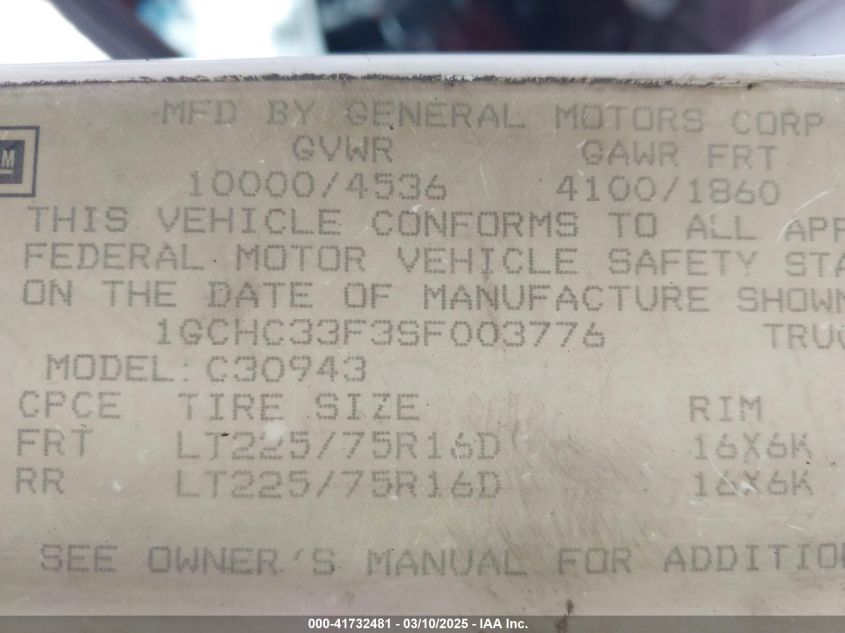 MFD BY GENERAL MOTORS CORP
GVWR GAWR FRT
10000/4536 4100/1860
THIS VEHICLE CONFORMS TO ALL APP
FEDERAL MOTOR VEHICLE SAFETY STA
ON THE DATE OF MANUFACTURE SHOWN
1GCHC33F3SF003776 TRUC
MODEL: C30943
CPCE TIRE SIZE RIM
FRT LT225/75R16D 16X6K
RR LT225/75R16D 16X6K
SEE OWNER'S MANUAL FOR ADDITIO
000-41732481 - 03/10/2025 - IAA Inc.